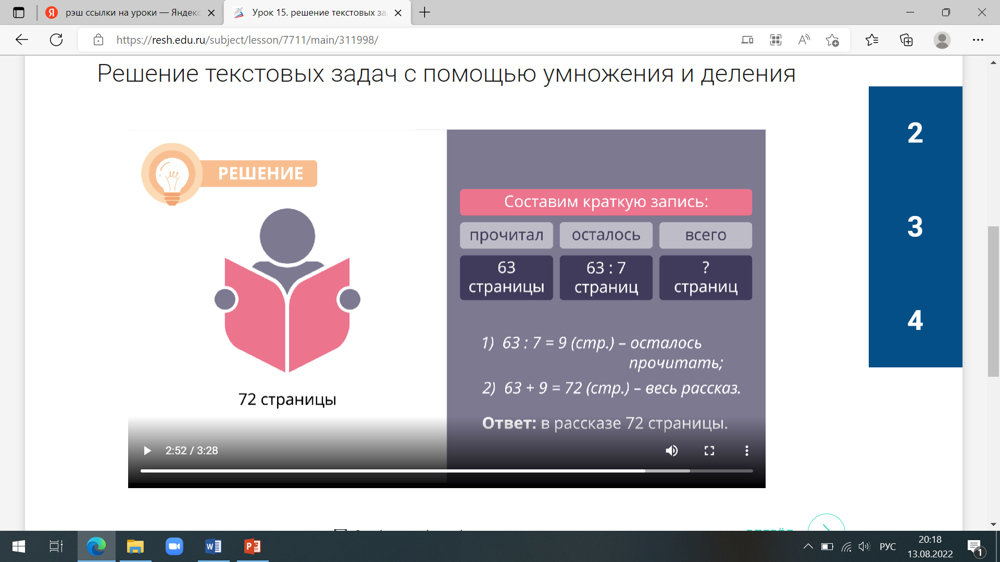 рэш ссылки на уроки — Яндекс
Урок 15. решение текстовых за
https://resh.edu.ru/subject/lesson/7711/main/311998/
Решение текстовых задач с помощью умножения и деления
2
3
4
РЕШЕНИЕ
72 страницы
Составим краткую запись:
прочитал осталось всего
63 страницы
63 : 7 страниц
? страниц
1) 63 : 7 = 9 (стр.) – осталось
прочитать;
2) 63 + 9 = 72 (стр.) – весь рассказ.
Ответ: в рассказе 72 страницы.
2:52 / 3:28
РУС
20:18
13.08.2022
1